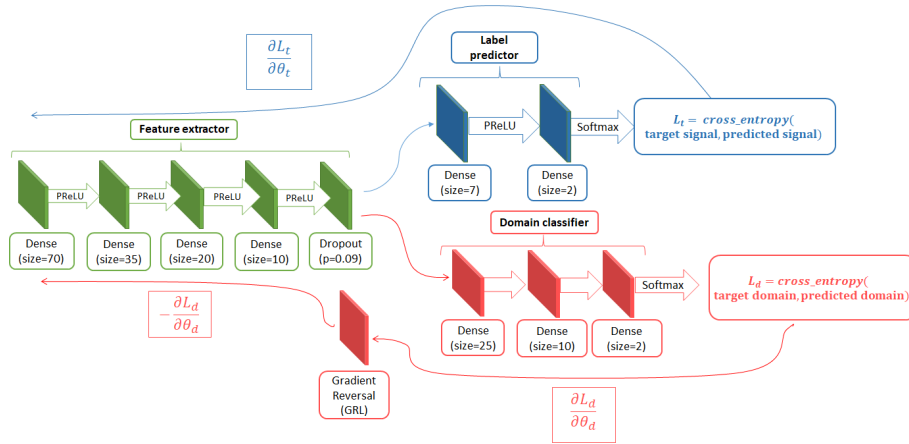 ∂L_t
∂θ_t
Label
predictor
PReLU
Softmax
L_t = cross_entropy(
target signal, predicted signal)
Dense
(size=7)
Dense
(size=2)
Feature extractor
PReLU
PReLU
PReLU
PReLU
Dense
(size=70)
Dense
(size=35)
Dense
(size=20)
Dense
(size=10)
Dropout
(p=0.09)
Domain classifier
Softmax
L_d = cross_entropy(
target domain, predicted domain)
Dense
(size=25)
Dense
(size=10)
Dense
(size=2)
− ∂L_d
∂θ_d
Gradient
Reversal
(GRL)
∂L_d
∂θ_d